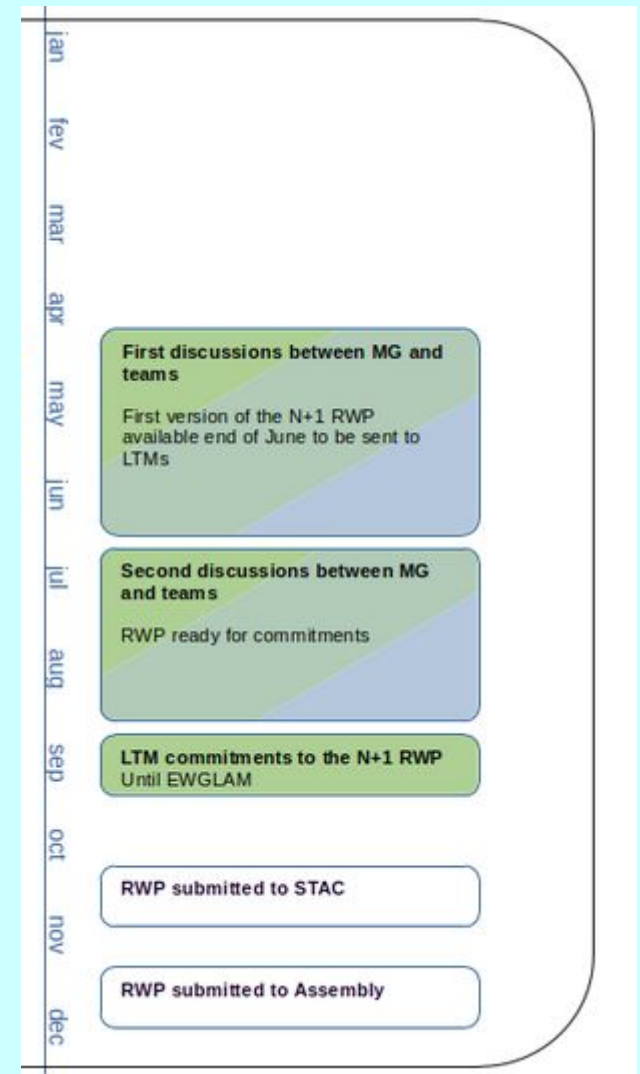 jan
fev
mar
apr
may
jun
jul
aug
sep
oct
nov
dec
First discussions between MG and
teams
First version of the N+1 RWP
available end of June to be sent to
LTMs
Second discussions between MG
and teams
RWP ready for commitments
LTM commitments to the N+1 RWP
Until EWGLAM
RWP submitted to STAC
RWP submitted to Assembly